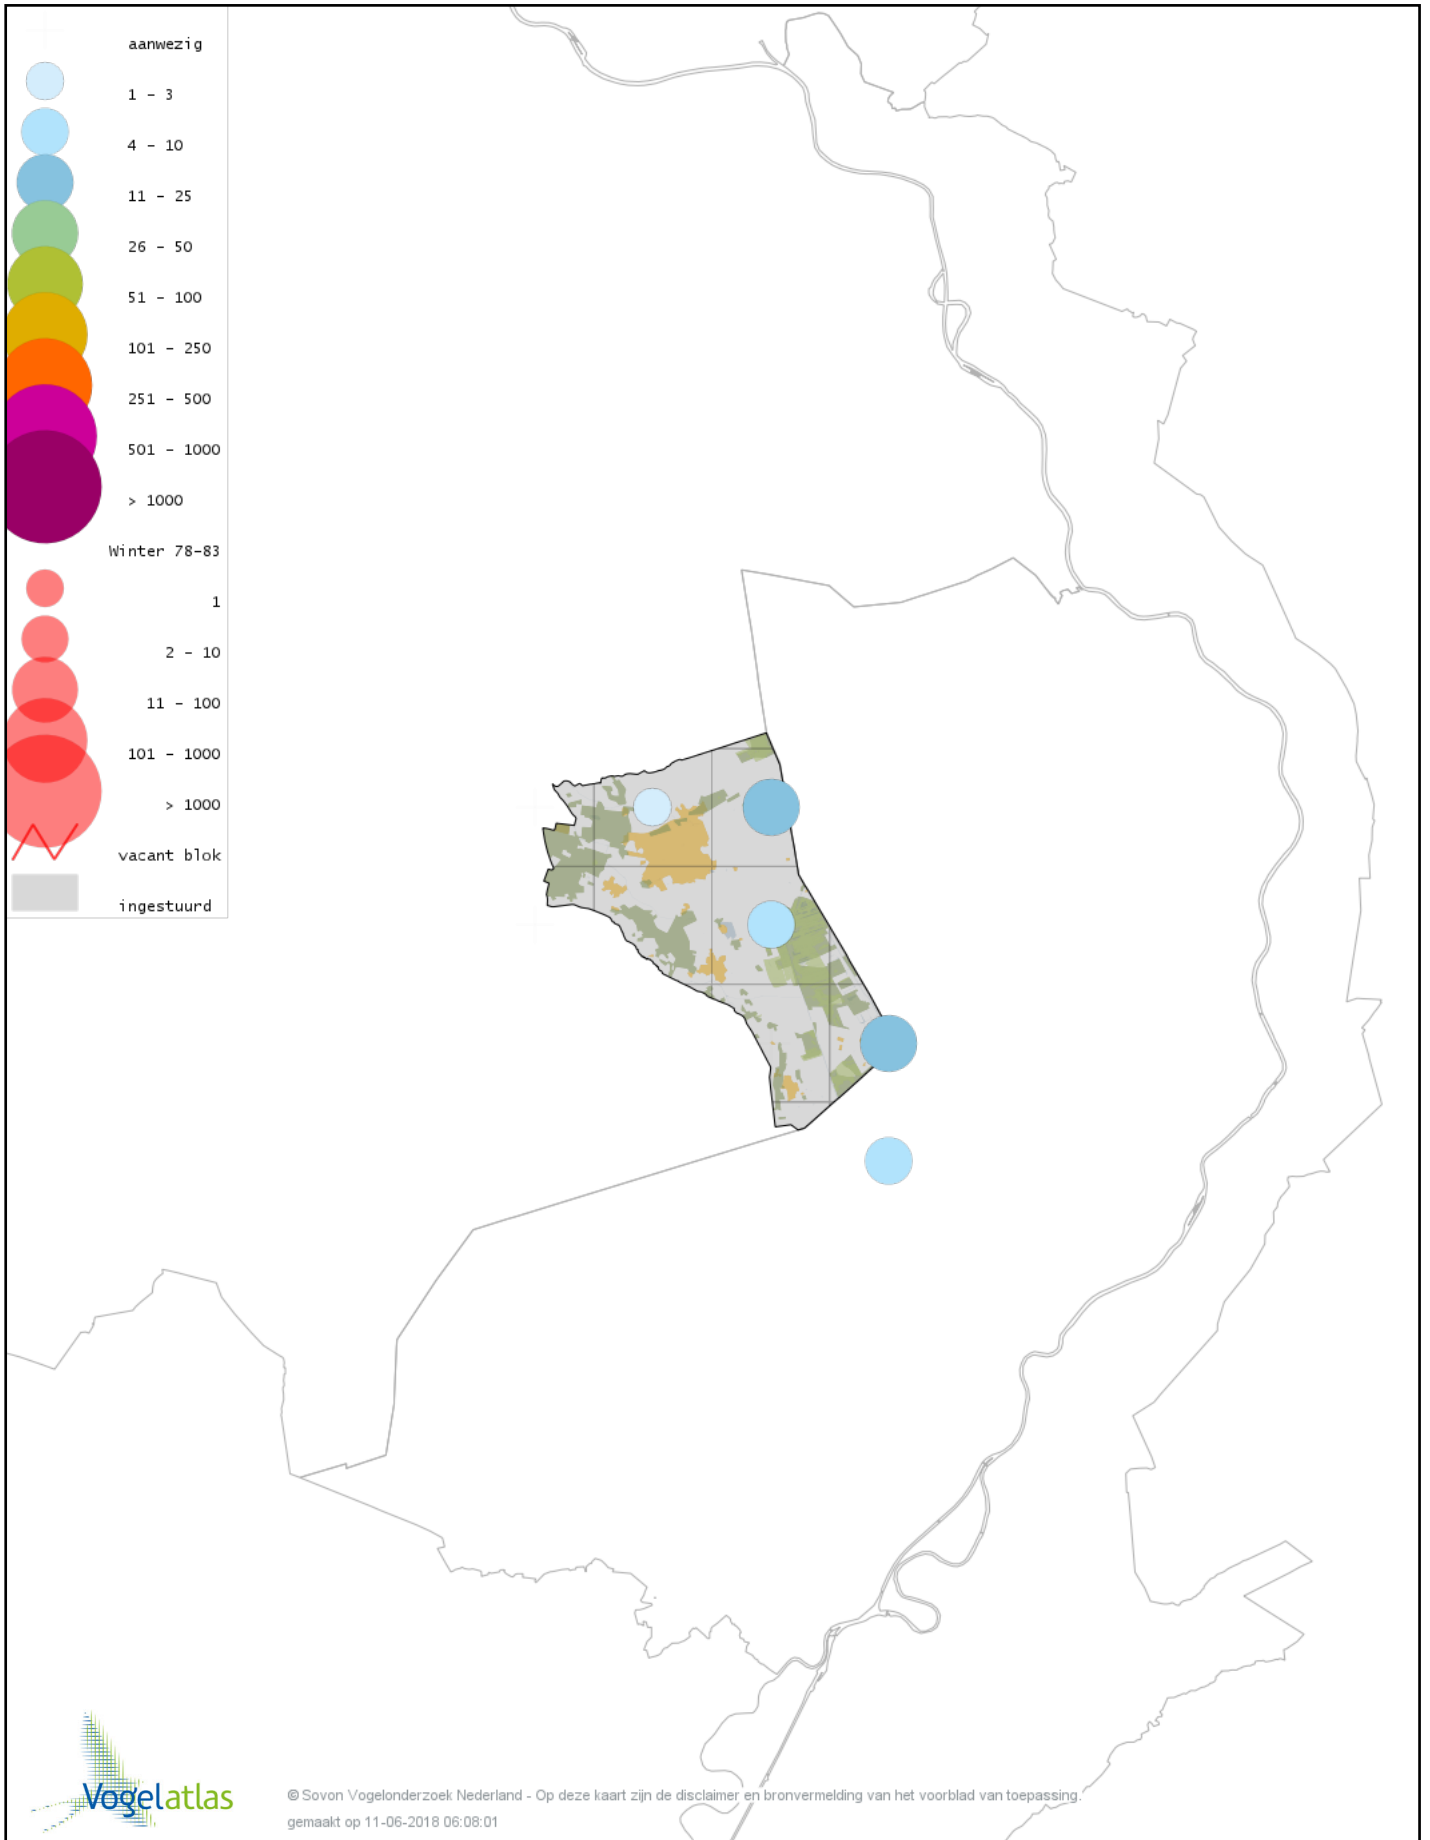 aanwezig
1 - 3
4 - 10
11 - 25
26 - 50
51 - 100
101 - 250
251 - 500
501 - 1000
> 1000
Winter 78-83
1
2 - 10
11 - 100
101 - 1000
> 1000
vacant blok
ingestuurd
Vogelatlas
© Sovon Vogelonderzoek Nederland - Op deze kaart zijn de disclaimer en bronvermelding van het voorblad van toepassing.
gemaakt op 11-06-2018 06:08:01